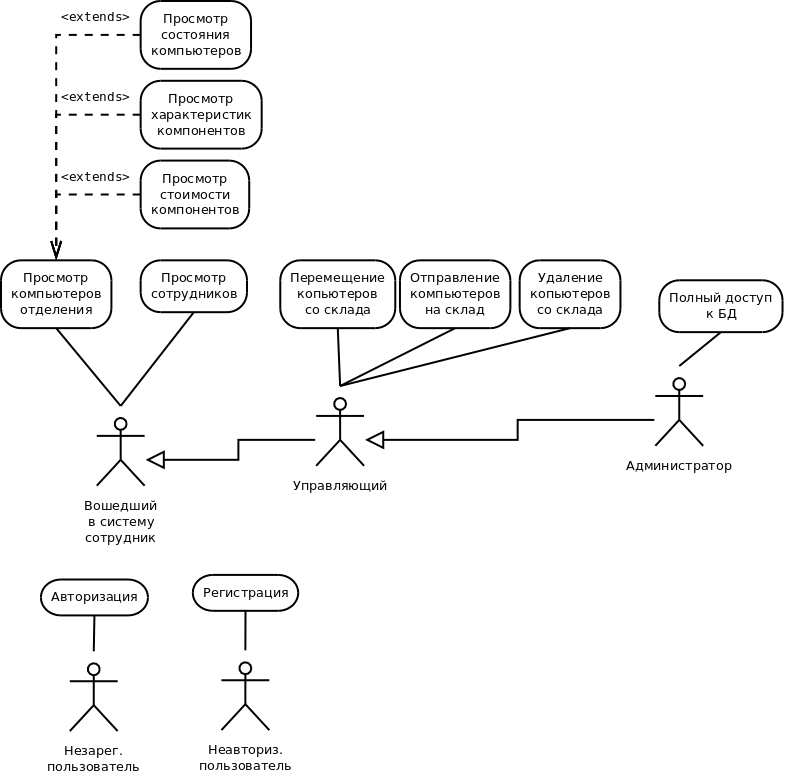 <extends>
Просмотр
состояния
компьютеров
<extends>
Просмотр
характеристик
компонентов
<extends>
Просмотр
стоимости
компонентов
Просмотр
компьютеров
отделения
Просмотр
сотрудников
Перемещение
копьютеров
со склада
Отправление
компьютеров
на склад
Удаление
копьютеров
со склада
Полный доступ
к БД
Вошедший
в систему
сотрудник
Управляющий
Администратор
Авторизация
Регистрация
Незарег.
пользователь
Неавториз.
пользователь